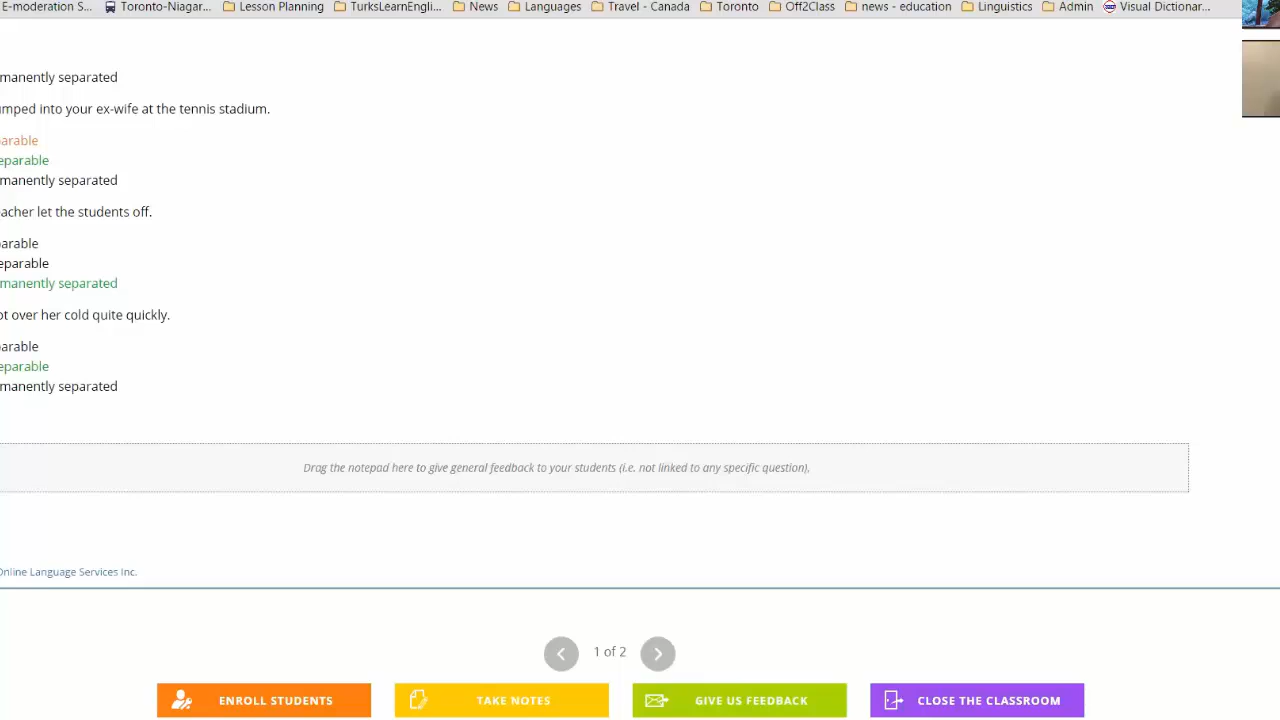 E-moderation S... Toronto-Niagar... Lesson Planning TurksLearnEngli... News Languages Travel - Canada Toronto Off2Class news - education Linguistics Admin Visual Dictionar...
manently separated
mped into your ex-wife at the tennis stadium.
arable
eparable
manently separated
acher let the students off.
arable
eparable
manently separated
ot over her cold quite quickly.
arable
eparable
manently separated
Drag the notepad here to give general feedback to your students (i.e. not linked to any specific question),
Online Language Services Inc.
1 of 2
ENROLL STUDENTS TAKE NOTES GIVE US FEEDBACK CLOSE THE CLASSROOM